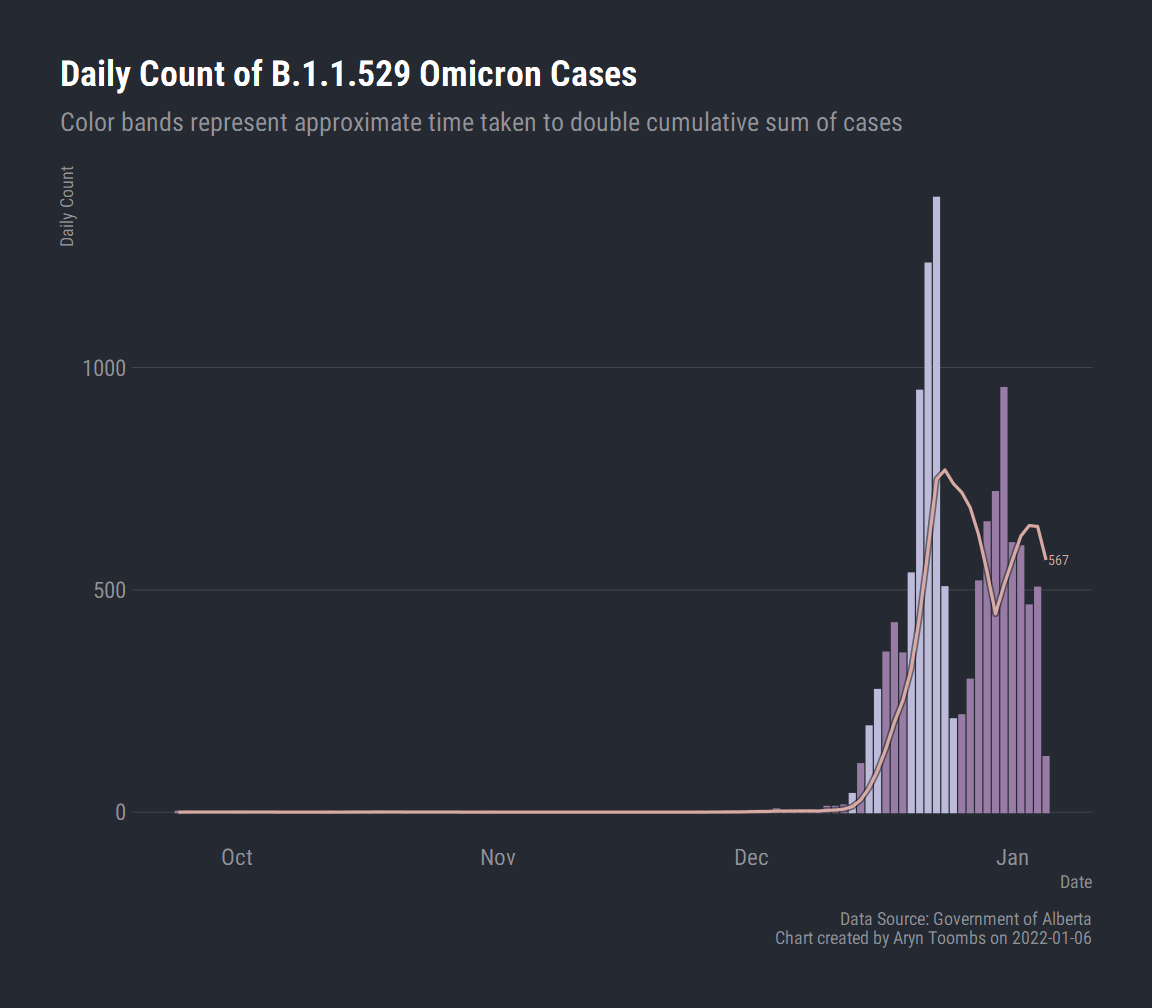 Daily Count of B.1.1.529 Omicron Cases
Color bands represent approximate time taken to double cumulative sum of cases
Daily Count
1000
500
567
0
Oct Nov Dec Jan
Date
Data Source: Government of Alberta
Chart created by Aryn Toombs on 2022-01-06